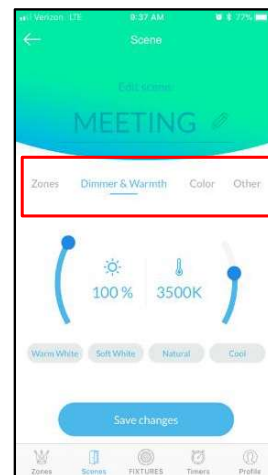 Verizon LTE 9:37 AM 77%
Scene
Edit scene
MEETING
Zones Dimmer & Warmth Color Other
100 % 3500K
Warm White Soft White Natural Cool
Save changes
Zones Scenes FIXTURES Timers Profile